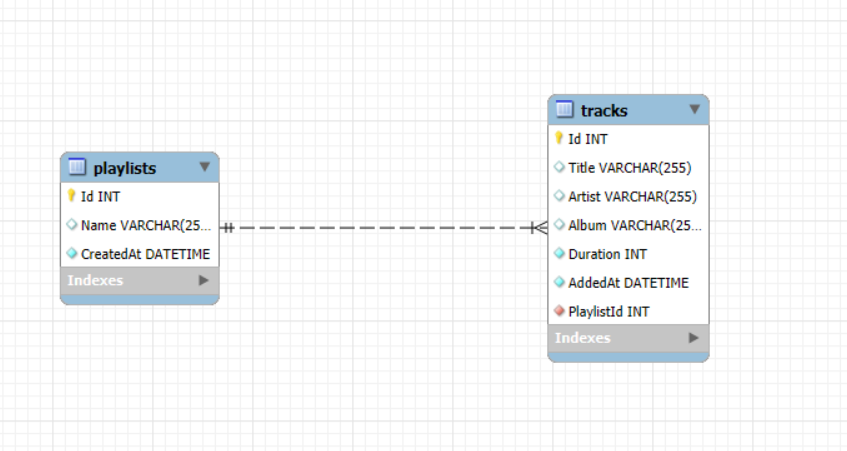 playlists
Id INT
Name VARCHAR(25...
CreatedAt DATETIME
Indexes
tracks
Id INT
Title VARCHAR(255)
Artist VARCHAR(255)
Album VARCHAR(25...
Duration INT
AddedAt DATETIME
PlaylistId INT
Indexes